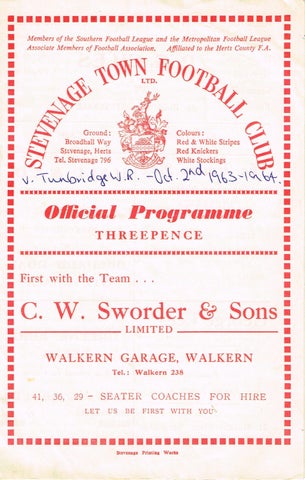 Members of the Southern Football League and the Metropolitan Football League
Associate Members of Football Association. Affiliated to the Herts County F.A.
STEVENAGE TOWN FOOTBALL CLUB
LTD.
Ground:
Broadhall Way
Stevenage, Herts
Tel. Stevenage 796
Colours:
Red & White Stripes
Red Knickers
White Stockings
v. Tunbridge W.R. - Oct. 2nd 1963-1964.
Official Programme
THREEPENCE
First with the Team . . .
C. W. Sworder & Sons
LIMITED
WALKERN GARAGE, WALKERN
Tel.: Walkern 238
41, 36, 29 - SEATER COACHES FOR HIRE
LET US BE FIRST WITH YOU
Stevenage Printing Works